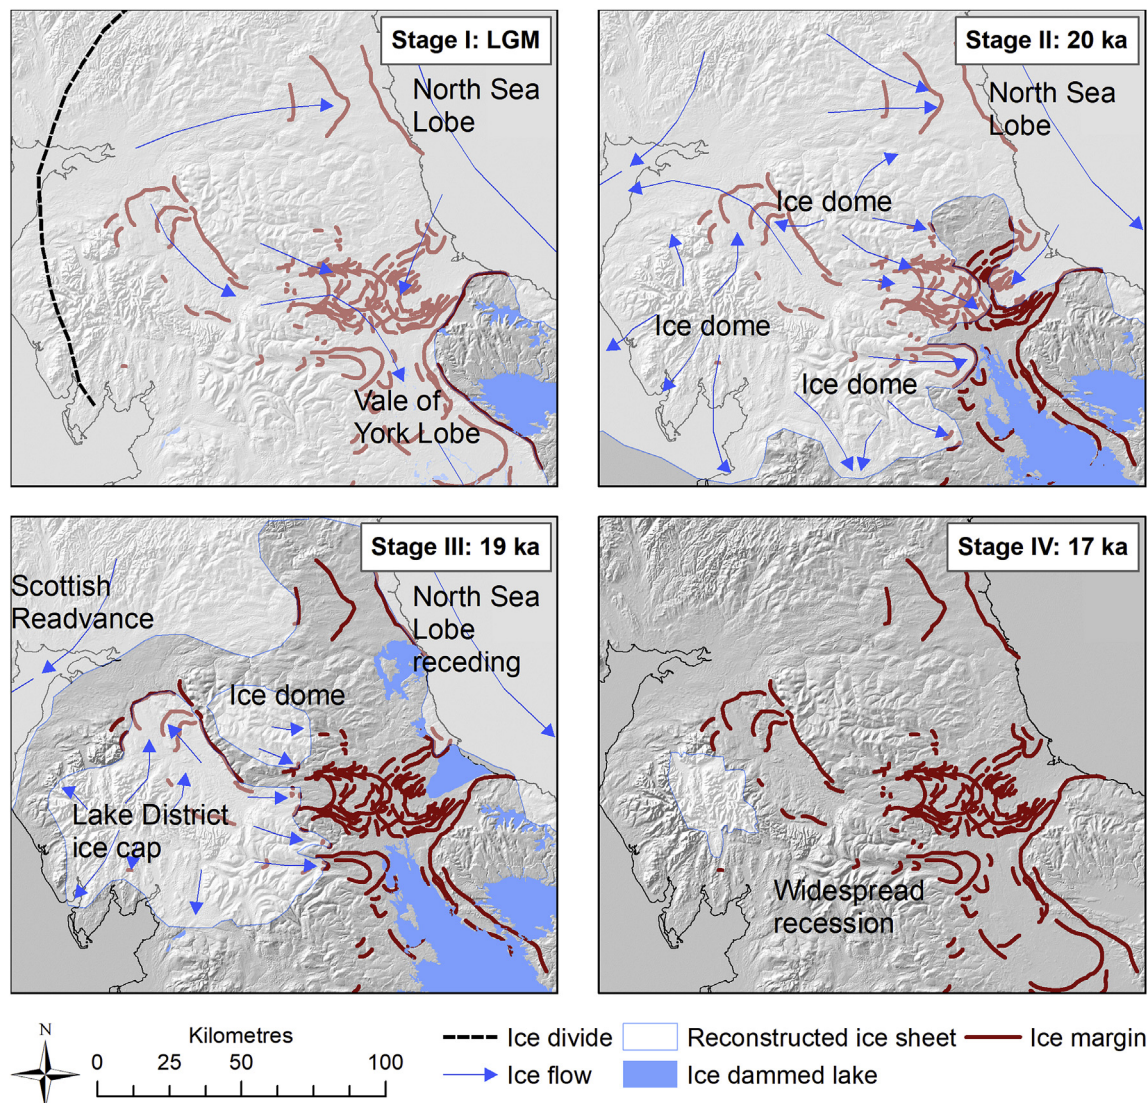 Stage I: LGM
North Sea
Lobe
Vale of
York Lobe
Stage II: 20 ka
North Sea
Lobe
Ice dome
Ice dome
Ice dome
Stage III: 19 ka
Scottish
Readvance
North Sea
Lobe
receding
Ice dome
Lake District
ice cap
Stage IV: 17 ka
Widespread
recession
N
Kilometres
0 25 50 100
Ice divide
Reconstructed ice sheet
Ice margin
Ice flow
Ice dammed lake